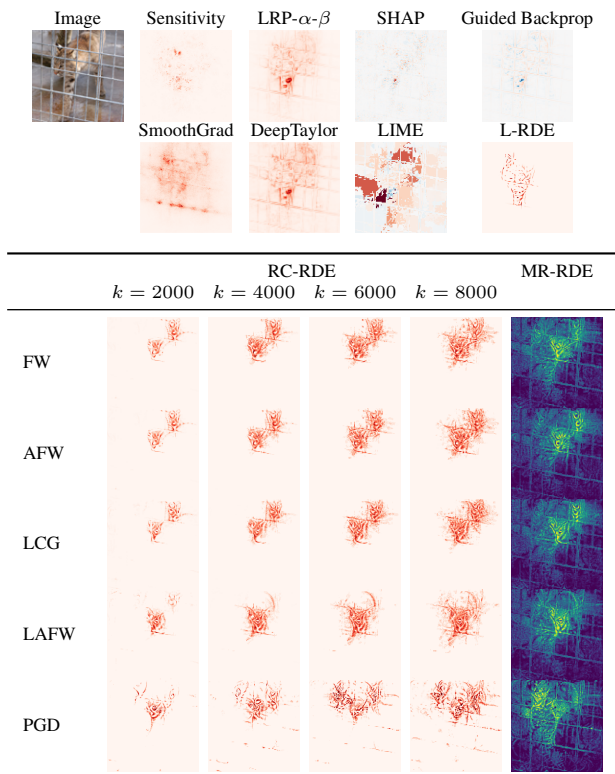 Image Sensitivity LRP-α-β SHAP Guided Backprop
SmoothGrad DeepTaylor LIME L-RDE
RC-RDE MR-RDE
k = 2000 k = 4000 k = 6000 k = 8000
FW
AFW
LCG
LAFW
PGD